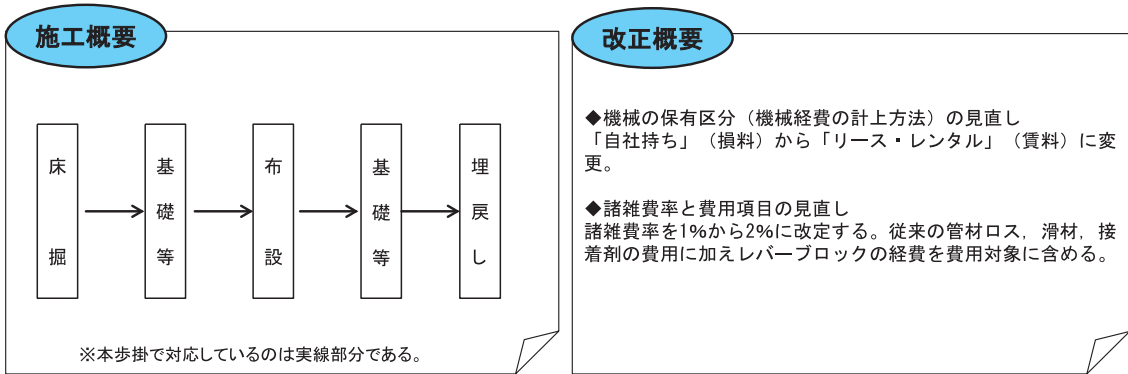 施工概要
床掘
基礎等
布設
基礎等
埋戻し
※本歩掛で対応しているのは実線部分である。
改正概要
◆機械の保有区分（機械経費の計上方法）の見直し
「自社持ち」（損料）から「リース・レンタル」（賃料）に変
更。
◆諸雑費率と費用項目の見直し
諸雑費率を1%から2%に改定する。従来の管材ロス，滑材，接
着剤の費用に加えレバーブロックの経費を費用対象に含める。